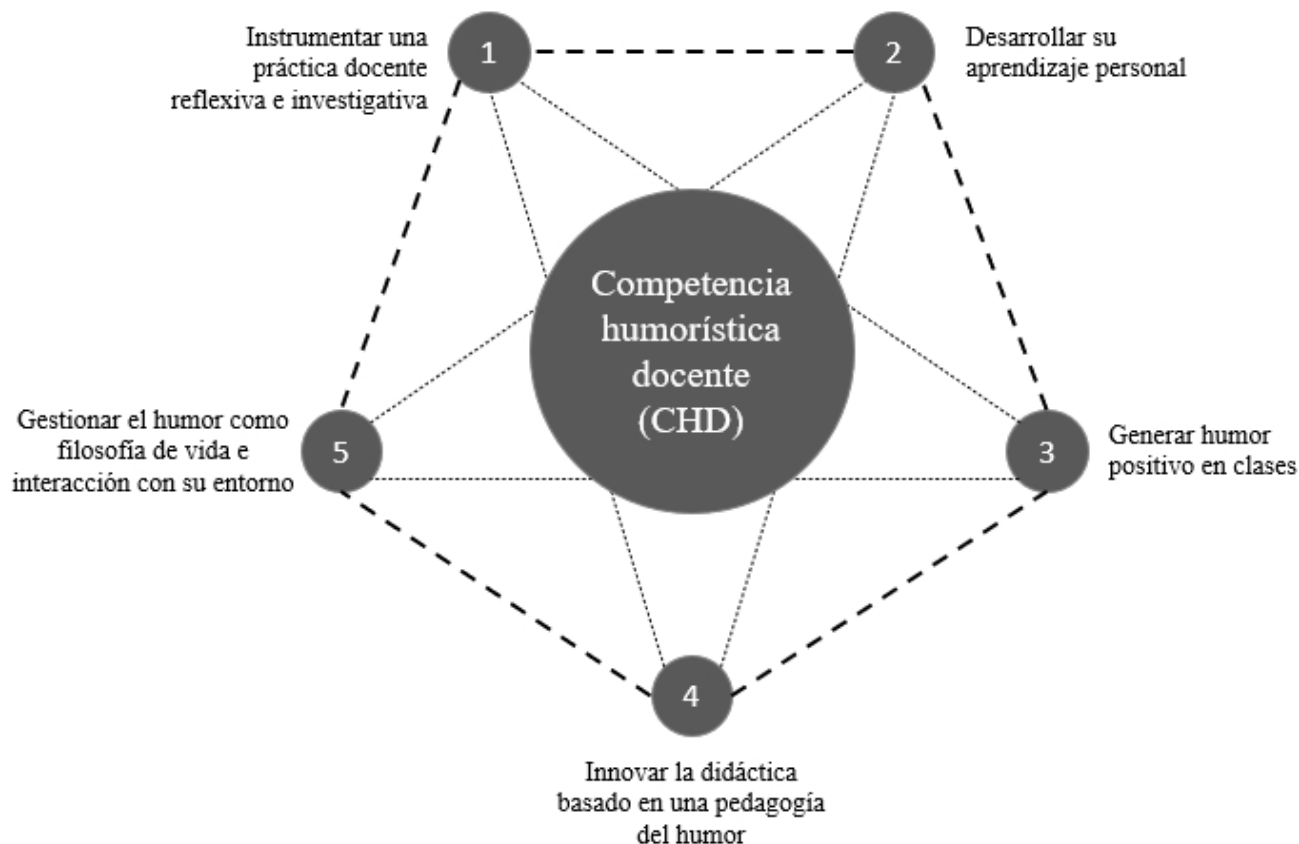 Instrumentar una
práctica docente
reflexiva e investigativa
1
2
Desarrollar su
aprendizaje personal
Competencia
humorística
docente
(CHD)
Gestionar el humor como
filosofía de vida e
interacción con su entorno
5
3
Generar humor
positivo en clases
4
Innovar la didáctica
basado en una pedagogía
del humor